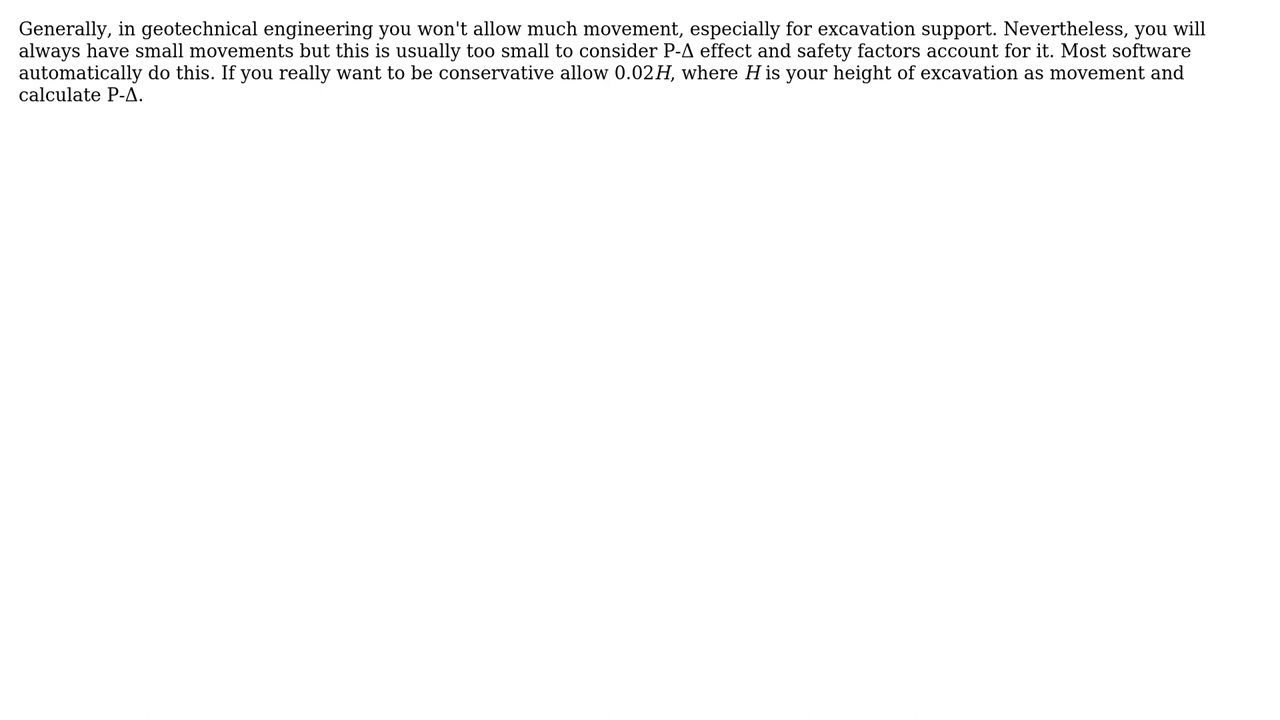 Generally, in geotechnical engineering you won't allow much movement, especially for excavation support. Nevertheless, you will
always have small movements but this is usually too small to consider P-Δ effect and safety factors account for it. Most software
automatically do this. If you really want to be conservative allow 0.02H, where H is your height of excavation as movement and
calculate P-Δ.